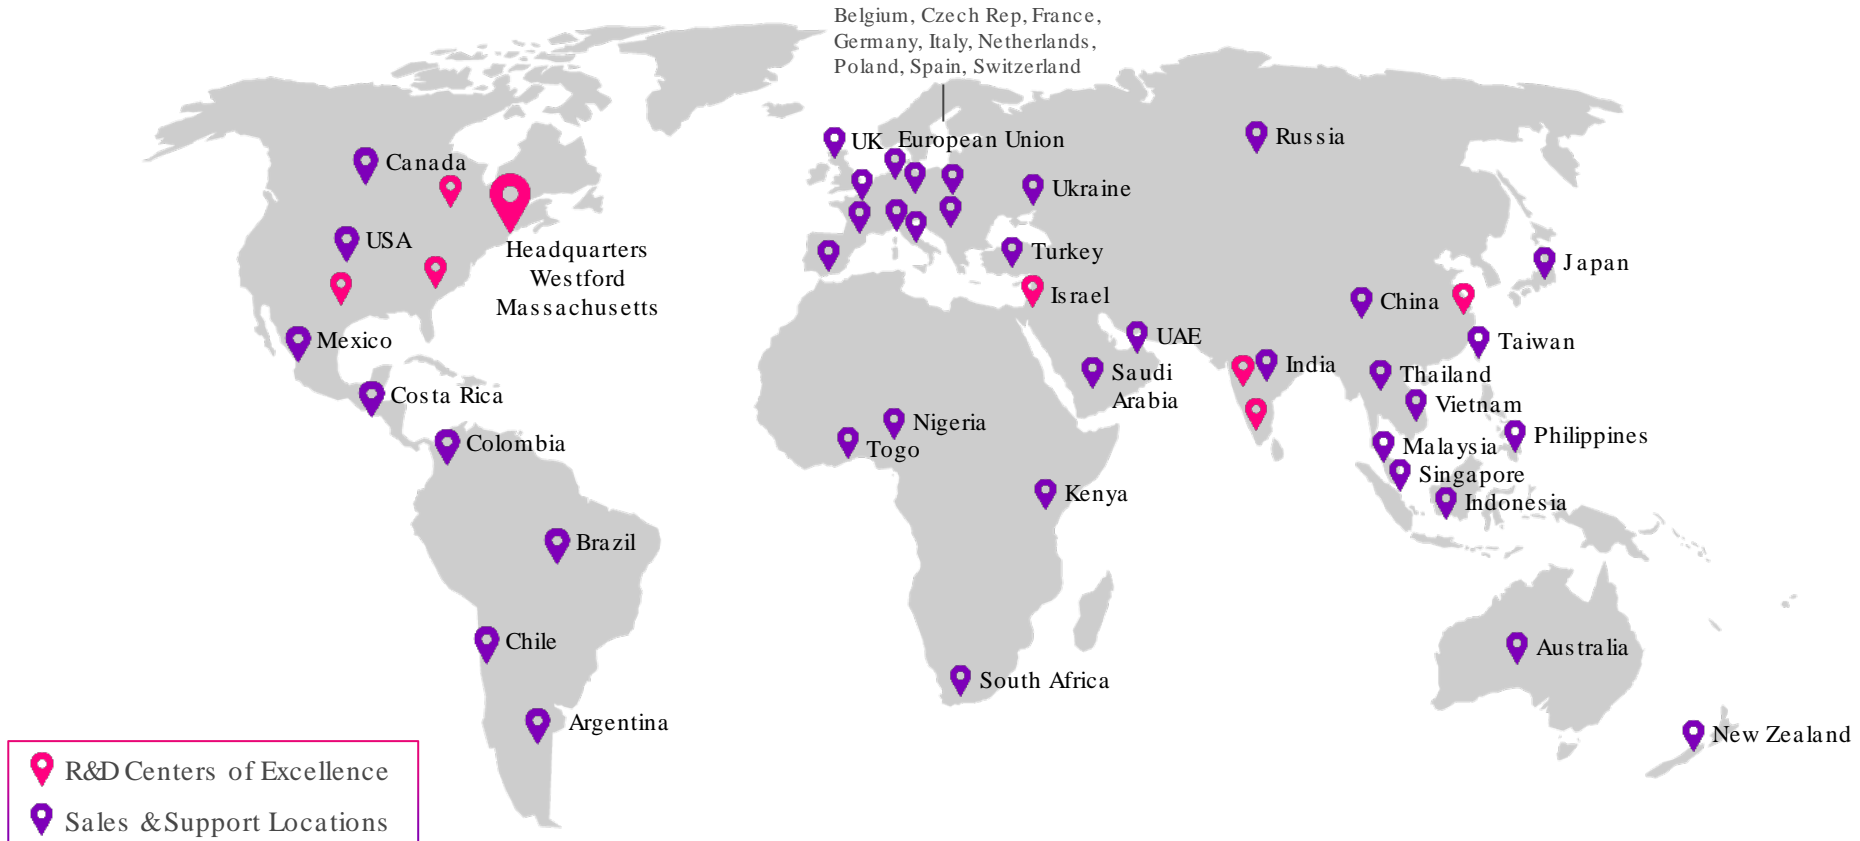 Belgium, Czech Rep, France,
Germany, Italy, Netherlands,
Poland, Spain, Switzerland
UK
European Union
Russia
Canada
Ukraine
USA
Headquarters
Westford
Massachusetts
Turkey
Japan
Israel
China
Mexico
UAE
Taiwan
India
Saudi
Arabia
Thailand
Costa Rica
Vietnam
Nigeria
Philippines
Colombia
Togo
Malaysia
Singapore
Kenya
Indonesia
Brazil
Chile
Australia
South Africa
Argentina
New Zealand
R&D Centers of Excellence
Sales & Support Locations